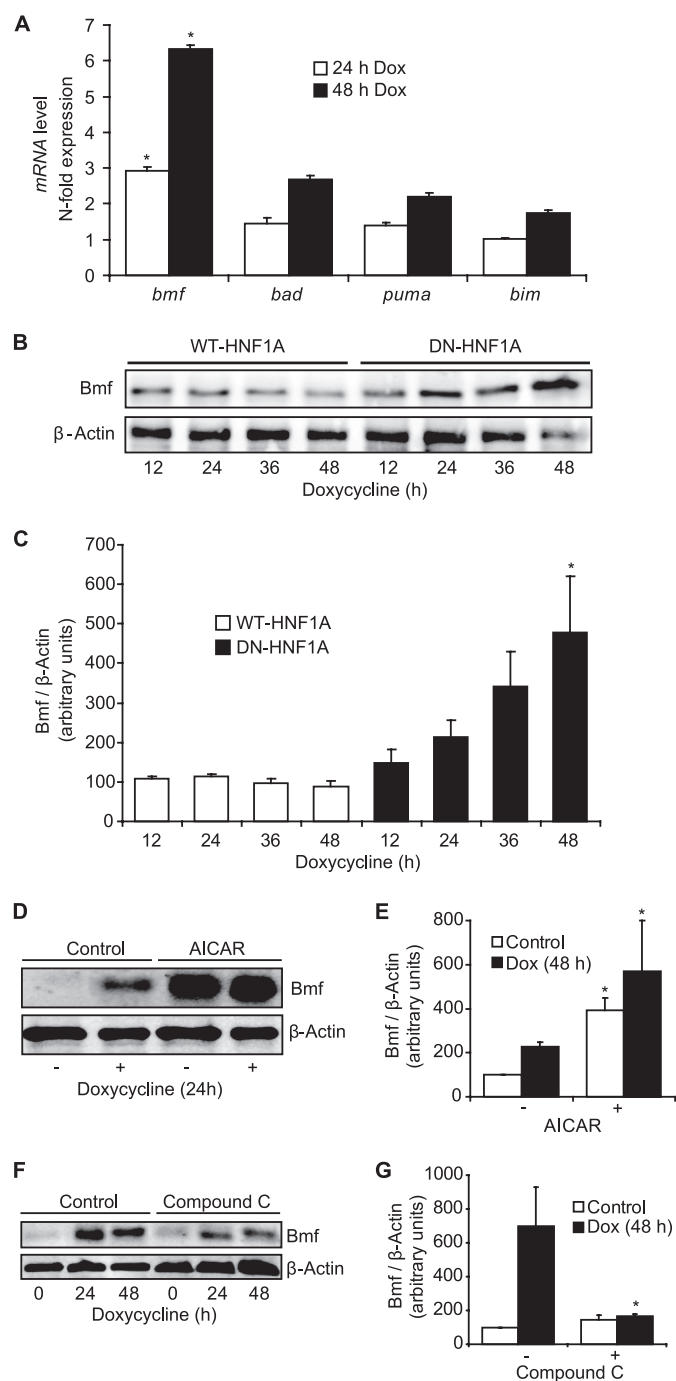 A
mRNA level
N-fold expression
7
6
5
4
3
2
1
0
*
*
24 h Dox
48 h Dox
bmf bad puma bim
B
WT-HNF1A DN-HNF1A
Bmf
β-Actin
12 24 36 48 12 24 36 48
Doxycycline (h)
C
Bmf / β-Actin
(arbitrary units)
700
600
500
400
300
200
100
0
WT-HNF1A
DN-HNF1A
*
12 24 36 48 12 24 36 48
Doxycycline (h)
D
Control AICAR
Bmf
β-Actin
- + - +
Doxycycline (24h)
E
Bmf / β-Actin
(arbitrary units)
800
600
400
200
0
Control
Dox (48 h)
*
*
- +
AICAR
F
Control Compound C
Bmf
β-Actin
0 24 48 0 24 48
Doxycycline (h)
G
Bmf / β-Actin
(arbitrary units)
1000
800
600
400
200
0
Control
Dox (48 h)
*
- +
Compound C